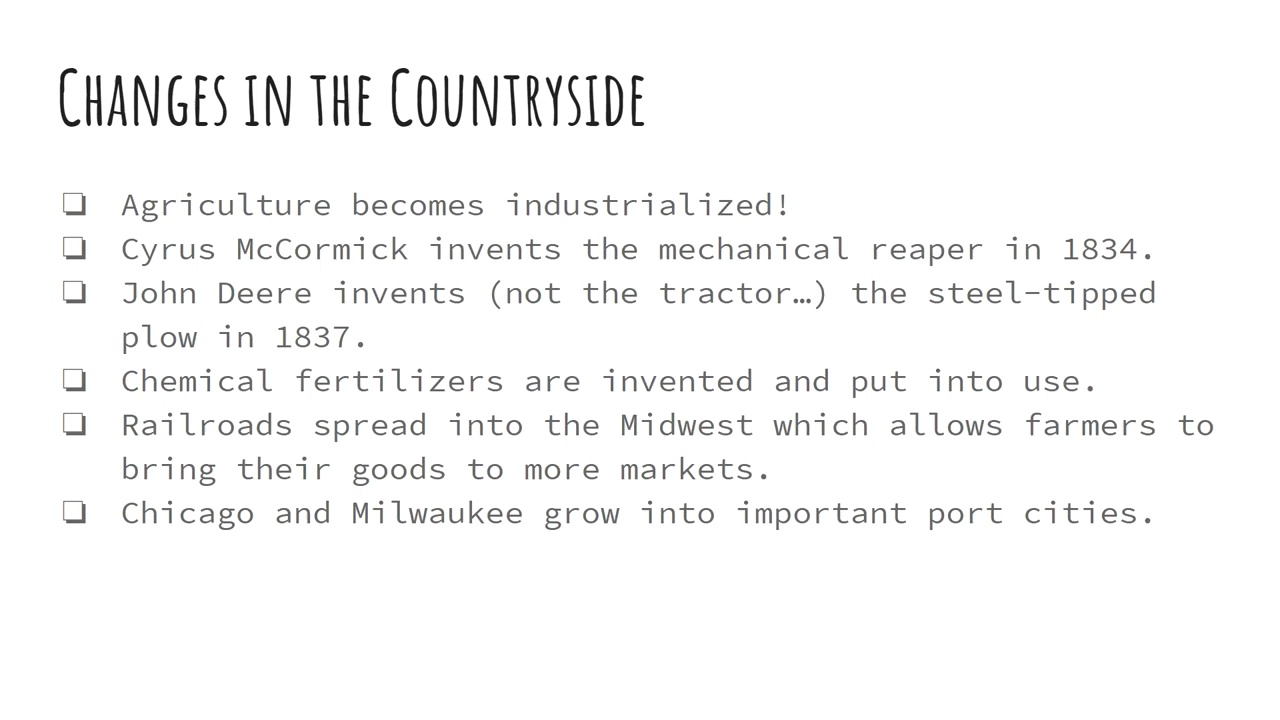 Changes in the Countryside
❏ Agriculture becomes industrialized!
❏ Cyrus McCormick invents the mechanical reaper in 1834.
❏ John Deere invents (not the tractor…) the steel-tipped
plow in 1837.
❏ Chemical fertilizers are invented and put into use.
❏ Railroads spread into the Midwest which allows farmers to
bring their goods to more markets.
❏ Chicago and Milwaukee grow into important port cities.